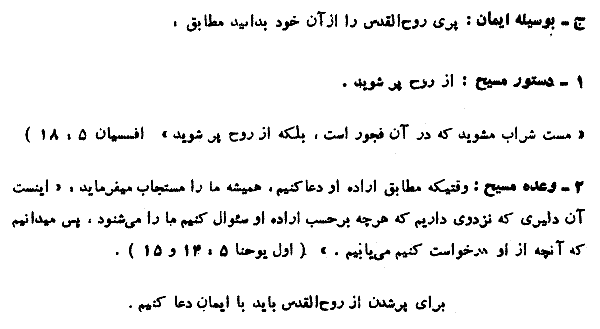 ج - بوسیله ایمان : پری روح‌القدس را ازآن خود بدانید مطابق :
۱ - دستور مسیح : از روح پر شوید .
« مست شراب مشوید که در آن فجور است ، بلکه از روح پر شوید » افسسیان ۵ : ۱۸ )
۲ - وعده مسیح : وقتیکه مطابق اراده او دعاکنیم ، همیشه ما را مستجاب میفرماید : « اینست
آن دلیری که نزدوی داریم که هرچه برحسب اراده او سئوال کنیم ما را می‌شنود ، پس میدانیم
که آنچه از او درخواست کنیم می‌یابیم . » ( اول یوحنا ۵ : ۱۴ و ۱۵ ) .
برای پرشدن از روح‌القدس باید با ایمان دعا کنیم .